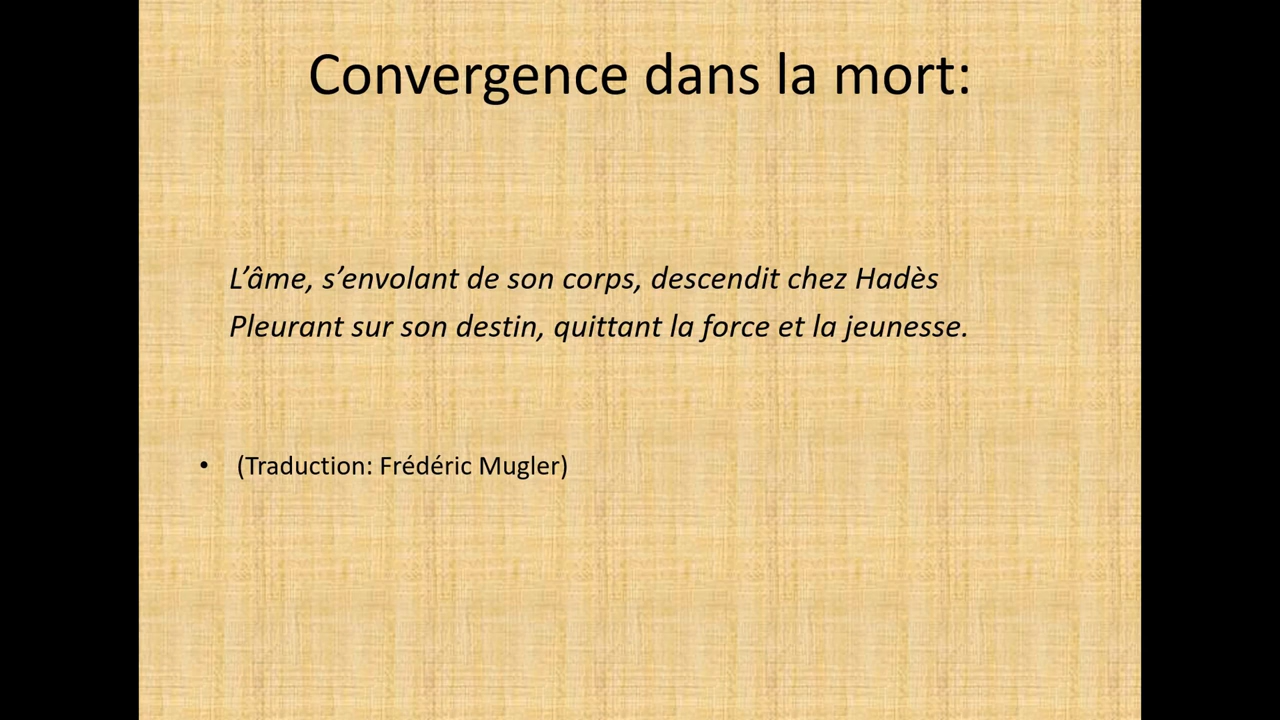 Convergence dans la mort:
L’âme, s’envolant de son corps, descendit chez Hadès
Pleurant sur son destin, quittant la force et la jeunesse.
• (Traduction: Frédéric Mugler)